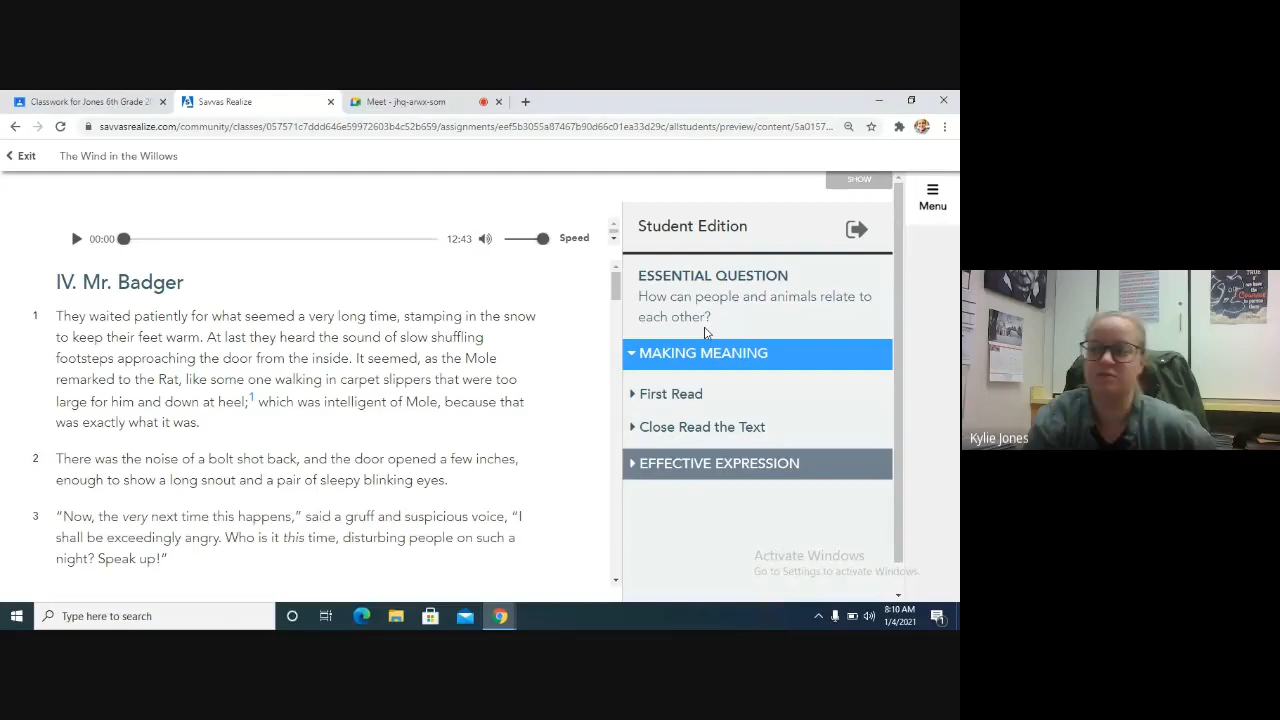 Classwork for Jones 6th Grade 2
Savvas Realize
Meet - jhq-arwx-som
savvasrealize.com/community/classes/057571c7ddd646e59972603b4c52b659/assignments/eef5b3055a87467b90d66c01ea33d29c/allstudents/preview/content/5a0157...
Exit
The Wind in the Willows
SHOW
Menu
00:00
12:43
Speed
IV. Mr. Badger
1 They waited patiently for what seemed a very long time, stamping in the snow
to keep their feet warm. At last they heard the sound of slow shuffling
footsteps approaching the door from the inside. It seemed, as the Mole
remarked to the Rat, like some one walking in carpet slippers that were too
large for him and down at heel;1 which was intelligent of Mole, because that
was exactly what it was.
2 There was the noise of a bolt shot back, and the door opened a few inches,
enough to show a long snout and a pair of sleepy blinking eyes.
3 “Now, the very next time this happens,” said a gruff and suspicious voice, “I
shall be exceedingly angry. Who is it this time, disturbing people on such a
night? Speak up!”
Student Edition
ESSENTIAL QUESTION
How can people and animals relate to
each other?
MAKING MEANING
First Read
Close Read the Text
EFFECTIVE EXPRESSION
Activate Windows
Go to Settings to activate Windows.
Kylie Jones
Type here to search
8:10 AM
1/4/2021
1